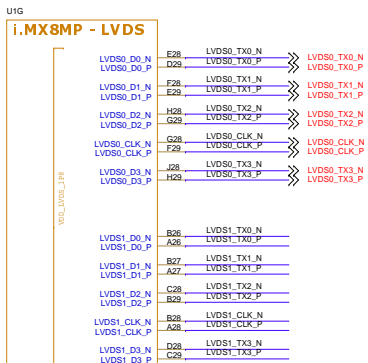 U1G
i.MX8MP - LVDS
LVDS0_D0_N E28 LVDS0_TX0_N LVDS0_TX0_N
LVDS0_D0_P D29 LVDS0_TX0_P LVDS0_TX0_P
LVDS0_D1_N F28 LVDS0_TX1_N LVDS0_TX1_N
LVDS0_D1_P E29 LVDS0_TX1_P LVDS0_TX1_P
LVDS0_D2_N H28 LVDS0_TX2_N LVDS0_TX2_N
LVDS0_D2_P G29 LVDS0_TX2_P LVDS0_TX2_P
LVDS0_CLK_N G28 LVDS0_CLK_N LVDS0_CLK_N
LVDS0_CLK_P F29 LVDS0_CLK_P LVDS0_CLK_P
LVDS0_D3_N J28 LVDS0_TX3_N LVDS0_TX3_N
LVDS0_D3_P H29 LVDS0_TX3_P LVDS0_TX3_P
VDD_LVDS_1P8
LVDS1_D0_N B26 LVDS1_TX0_N
LVDS1_D0_P A26 LVDS1_TX0_P
LVDS1_D1_N B27 LVDS1_TX1_N
LVDS1_D1_P A27 LVDS1_TX1_P
LVDS1_D2_N C28 LVDS1_TX2_N
LVDS1_D2_P B29 LVDS1_TX2_P
LVDS1_CLK_N B28 LVDS1_CLK_N
LVDS1_CLK_P A28 LVDS1_CLK_P
LVDS1_D3_N D28 LVDS1_TX3_N
LVDS1_D3_P C29 LVDS1_TX3_P